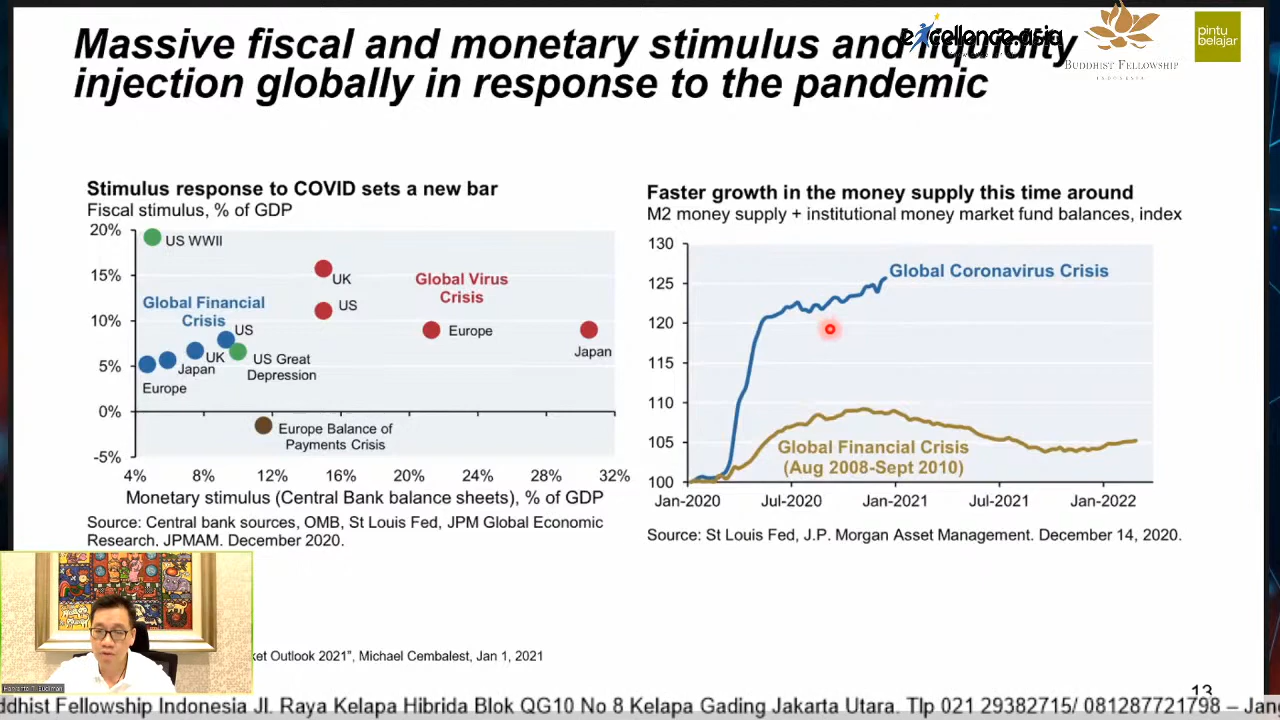 Massive fiscal and monetary stimulus and liquidity
injection globally in response to the pandemic
excellence.asia
BUDDHIST FELLOWSHIP
INDONESIA
pintu
belajar
Stimulus response to COVID sets a new bar
Fiscal stimulus, % of GDP
20%
15%
10%
5%
0%
-5%
US WWII
UK
US
Global Virus
Crisis
Europe
Japan
Global Financial
Crisis
US
UK
Japan
Europe
US Great
Depression
Europe Balance of
Payments Crisis
4% 8% 12% 16% 20% 24% 28% 32%
Monetary stimulus (Central Bank balance sheets), % of GDP
Source: Central bank sources, OMB, St Louis Fed, JPM Global Economic
Research. JPMAM. December 2020.
Faster growth in the money supply this time around
M2 money supply + institutional money market fund balances, index
130
125
120
115
110
105
100
Global Coronavirus Crisis
Global Financial Crisis
(Aug 2008-Sept 2010)
Jan-2020 Jul-2020 Jan-2021 Jul-2021 Jan-2022
Source: St Louis Fed, J.P. Morgan Asset Management. December 14, 2020.
ket Outlook 2021”, Michael Cembalest, Jan 1, 2021
13
ddhist Fellowship Indonesia Jl. Raya Kelapa Hibrida Blok QG10 No 8 Kelapa Gading Jakarta Utara. Tlp 021 29382715/ 081287721798 – Jang